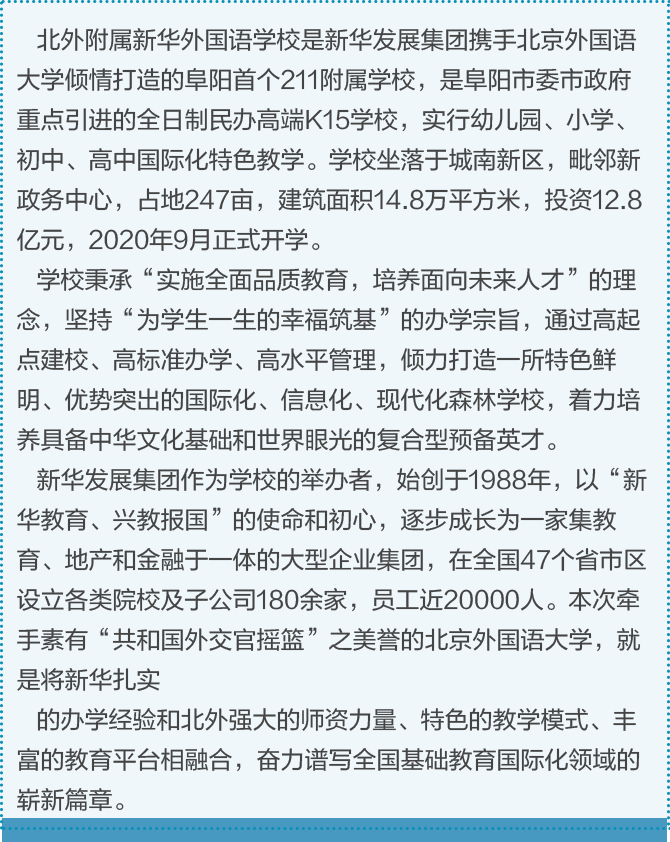 北外附属新华外国语学校是新华发展集团携手北京外国语
大学倾情打造的阜阳首个211附属学校，是阜阳市委市政府
重点引进的全日制民办高端K15学校，实行幼儿园、小学、
初中、高中国际化特色教学。学校坐落于城南新区，毗邻新
政务中心，占地247亩，建筑面积14.8万平方米，投资12.8
亿元，2020年9月正式开学。
学校秉承“实施全面品质教育，培养面向未来人才”的理
念，坚持“为学生一生的幸福筑基”的办学宗旨，通过高起
点建校、高标准办学、高水平管理，倾力打造一所特色鲜
明、优势突出的国际化、信息化、现代化森林学校，着力培
养具备中华文化基础和世界眼光的复合型预备英才。
新华发展集团作为学校的举办者，始创于1988年，以“新
华教育、兴教报国”的使命和初心，逐步成长为一家集教
育、地产和金融于一体的大型企业集团，在全国47个省市区
设立各类院校及子公司180余家，员工近20000人。本次牵
手素有“共和国外交官摇篮”之美誉的北京外国语大学，就
是将新华扎实
的办学经验和北外强大的师资力量、特色的教学模式、丰
富的教育平台相融合，奋力谱写全国基础教育国际化领域的
崭新篇章。